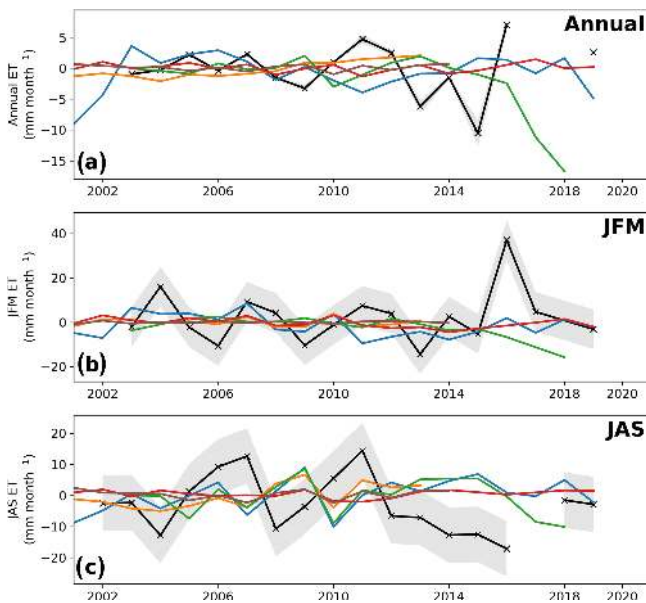 Annual
Annual ET
(mm month ⁻¹)
5
0
−5
−10
−15
(a)
2002 2006 2010 2014 2018 2020
JFM
JFM ET
(mm month ⁻¹)
40
20
0
−20
(b)
2002 2006 2010 2014 2018 2020
JAS
JAS ET
(mm month ⁻¹)
20
10
0
−10
−20
(c)
2002 2006 2010 2014 2018 2020